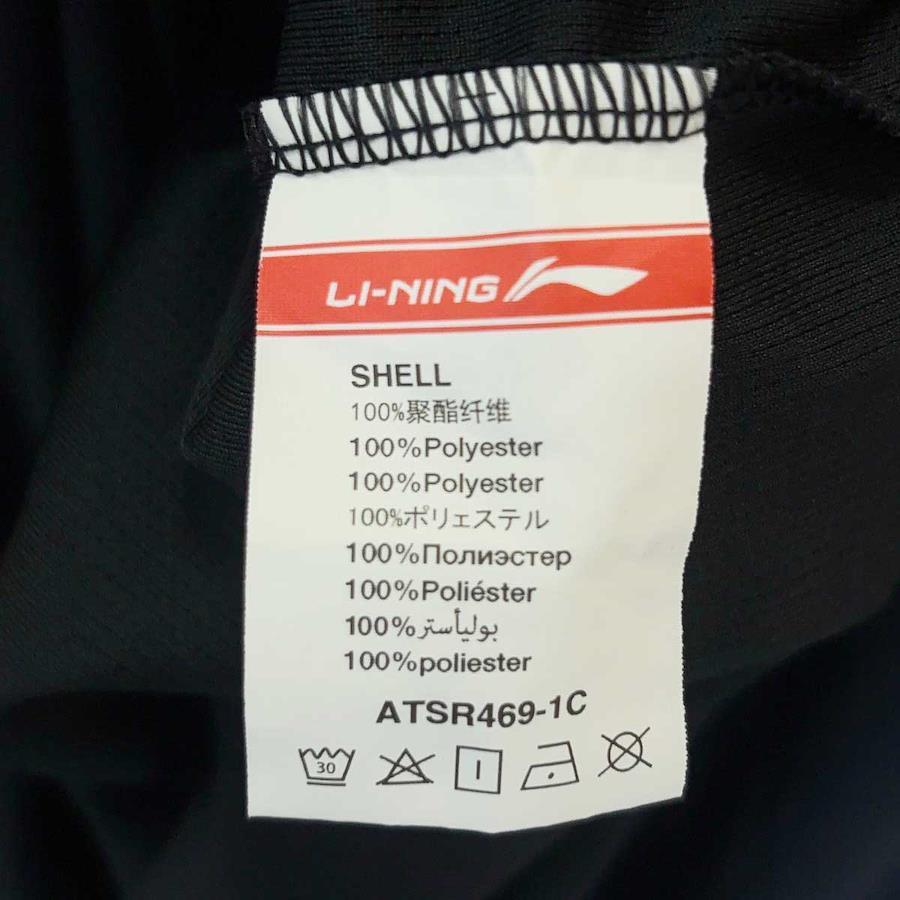 LI-NING
SHELL
100%聚酯纤维
100%Polyester
100%Polyester
100%ポリェステル
100%Полиэстер
100%Poliéster
100%بوليأستر
100%poliester
ATSR469-1C
30